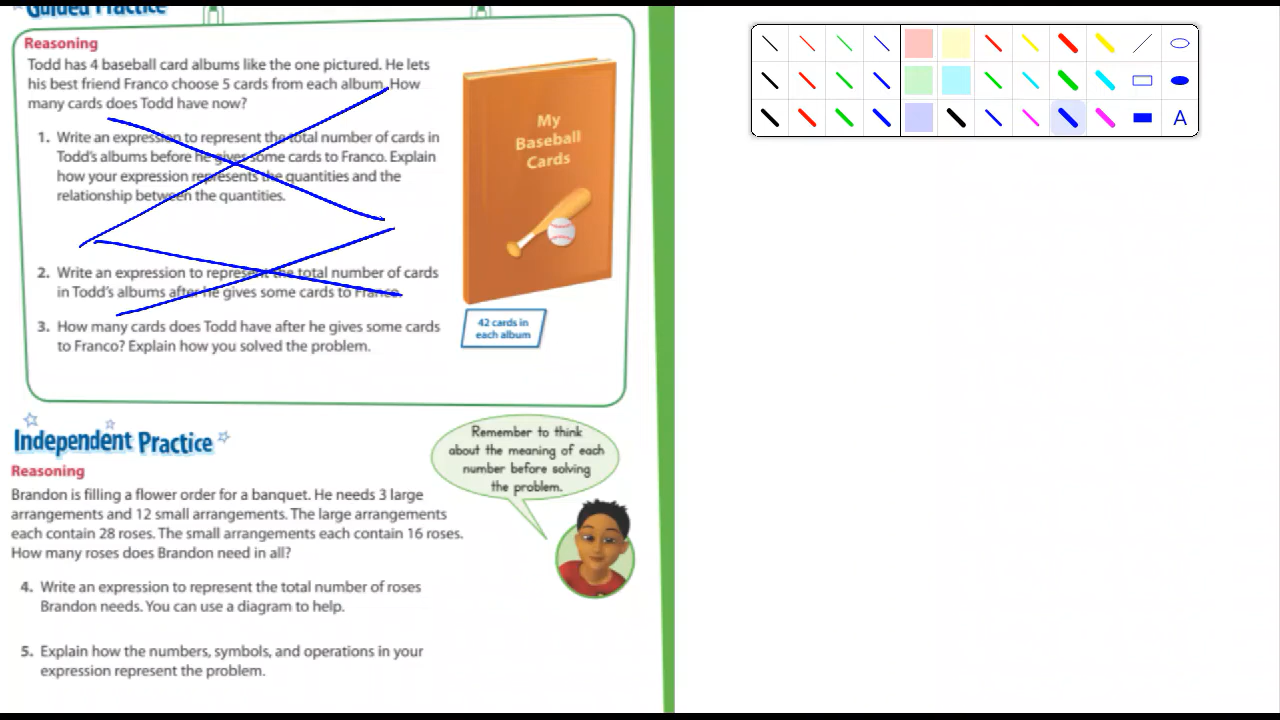 Guided Practice
Reasoning
Todd has 4 baseball card albums like the one pictured. He lets
his best friend Franco choose 5 cards from each album. How
many cards does Todd have now?
1. Write an expression to represent the total number of cards in
Todd's albums before he gives some cards to Franco. Explain
how your expression represents the quantities and the
relationship between the quantities.
2. Write an expression to represent the total number of cards
in Todd's albums after he gives some cards to Franco.
3. How many cards does Todd have after he gives some cards
to Franco? Explain how you solved the problem.
My
Baseball
Cards
42 cards in
each album
Independent Practice
Reasoning
Brandon is filling a flower order for a banquet. He needs 3 large
arrangements and 12 small arrangements. The large arrangements
each contain 28 roses. The small arrangements each contain 16 roses.
How many roses does Brandon need in all?
Remember to think
about the meaning of each
number before solving
the problem.
4. Write an expression to represent the total number of roses
Brandon needs. You can use a diagram to help.
5. Explain how the numbers, symbols, and operations in your
expression represent the problem.
A